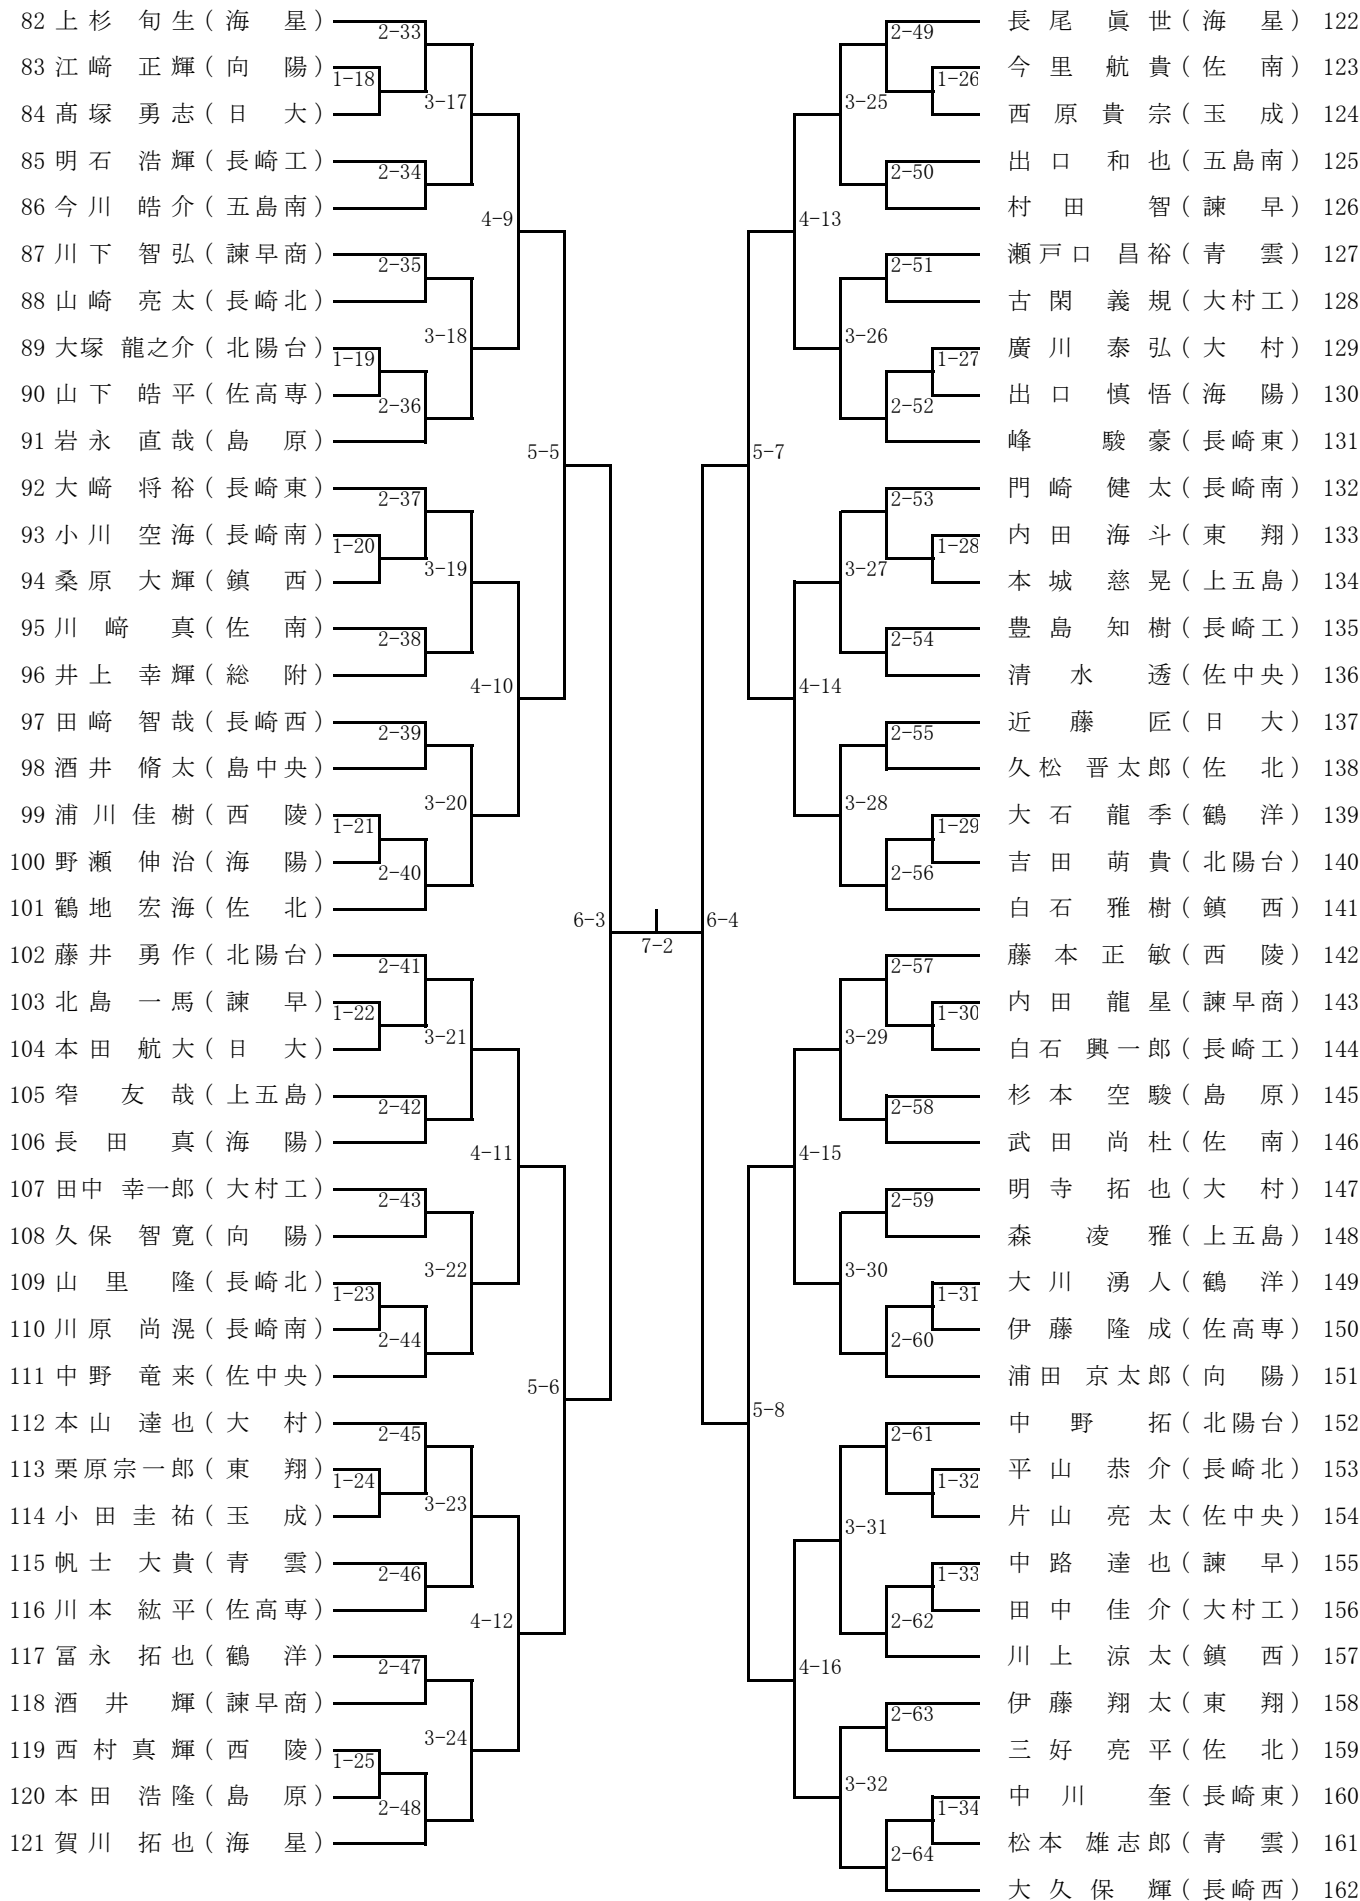 82 上杉 旬生(海 星)
2-33
83 江﨑 正輝(向 陽)
1-18
84 髙塚 勇志(日 大)
3-17
85 明石 浩輝(長崎工)
2-34
86 今川 皓介(五島南)
4-9
87 川下 智弘(諫早商)
2-35
88 山崎 亮太(長崎北)
3-18
89 大塚 龍之介(北陽台)
1-19
90 山下 皓平(佐高専)
2-36
91 岩永 直哉(島 原)
5-5
92 大﨑 将裕(長崎東)
2-37
93 小川 空海(長崎南)
1-20
94 桑原 大輝(鎮 西)
3-19
95 川﨑 真(佐 南)
2-38
96 井上 幸輝(総 附)
4-10
97 田﨑 智哉(長崎西)
2-39
98 酒井 脩太(島中央)
3-20
99 浦川佳樹(西 陵)
1-21
100 野瀬 伸治(海 陽)
2-40
101 鶴地 宏海(佐 北)
6-3
102 藤井 勇作(北陽台)
2-41
103 北島 一馬(諫 早)
1-22
104 本田 航大(日 大)
3-21
105 窄 友哉(上五島)
2-42
106 長田 真(海 陽)
4-11
107 田中 幸一郎(大村工)
2-43
108 久保 智寛(向 陽)
3-22
109 山里 隆(長崎北)
1-23
110 川原 尚滉(長崎南)
2-44
111 中野 竜来(佐中央)
5-6
112 本山 達也(大 村)
2-45
113 栗原宗一郎(東 翔)
1-24
114 小田圭祐(玉 成)
3-23
115 帆士 大貴(青 雲)
2-46
116 川本 紘平(佐高専)
4-12
117 冨永 拓也(鶴 洋)
2-47
118 酒井 輝(諫早商)
3-24
119 西村真輝(西 陵)
1-25
120 本田 浩隆(島 原)
2-48
121 賀川 拓也(海 星)
7-2
長尾 眞世(海 星) 122
2-49
今里 航貴(佐 南) 123
1-26
西原貴宗(玉 成) 124
3-25
出口 和也(五島南) 125
2-50
村田 智(諫 早) 126
4-13
瀬戸口 昌裕(青 雲) 127
2-51
古閑 義規(大村工) 128
3-26
廣川 泰弘(大 村) 129
1-27
出口 慎悟(海 陽) 130
2-52
峰 駿豪(長崎東) 131
5-7
門崎 健太(長崎南) 132
2-53
内田 海斗(東 翔) 133
1-28
本城 慈晃(上五島) 134
3-27
豊島 知樹(長崎工) 135
2-54
清水 透(佐中央) 136
4-14
近藤 匠(日 大) 137
2-55
久松 晋太郎(佐 北) 138
3-28
大石 龍季(鶴 洋) 139
1-29
吉田 萌貴(北陽台) 140
2-56
白石 雅樹(鎮 西) 141
6-4
藤本正敏(西 陵) 142
2-57
内田 龍星(諫早商) 143
1-30
白石 興一郎(長崎工) 144
3-29
杉本 空駿(島 原) 145
2-58
武田 尚杜(佐 南) 146
4-15
明寺 拓也(大 村) 147
2-59
森 凌雅(上五島) 148
3-30
大川 湧人(鶴 洋) 149
1-31
伊藤 隆成(佐高専) 150
2-60
浦田 京太郎(向 陽) 151
5-8
中野 拓(北陽台) 152
2-61
平山 恭介(長崎北) 153
1-32
片山 亮太(佐中央) 154
3-31
中路 達也(諫 早) 155
1-33
田中 佳介(大村工) 156
2-62
川上 涼太(鎮 西) 157
4-16
伊藤 翔太(東 翔) 158
2-63
三好 亮平(佐 北) 159
3-32
中川 奎(長崎東) 160
1-34
松本 雄志郎(青 雲) 161
2-64
大久保 輝(長崎西) 162